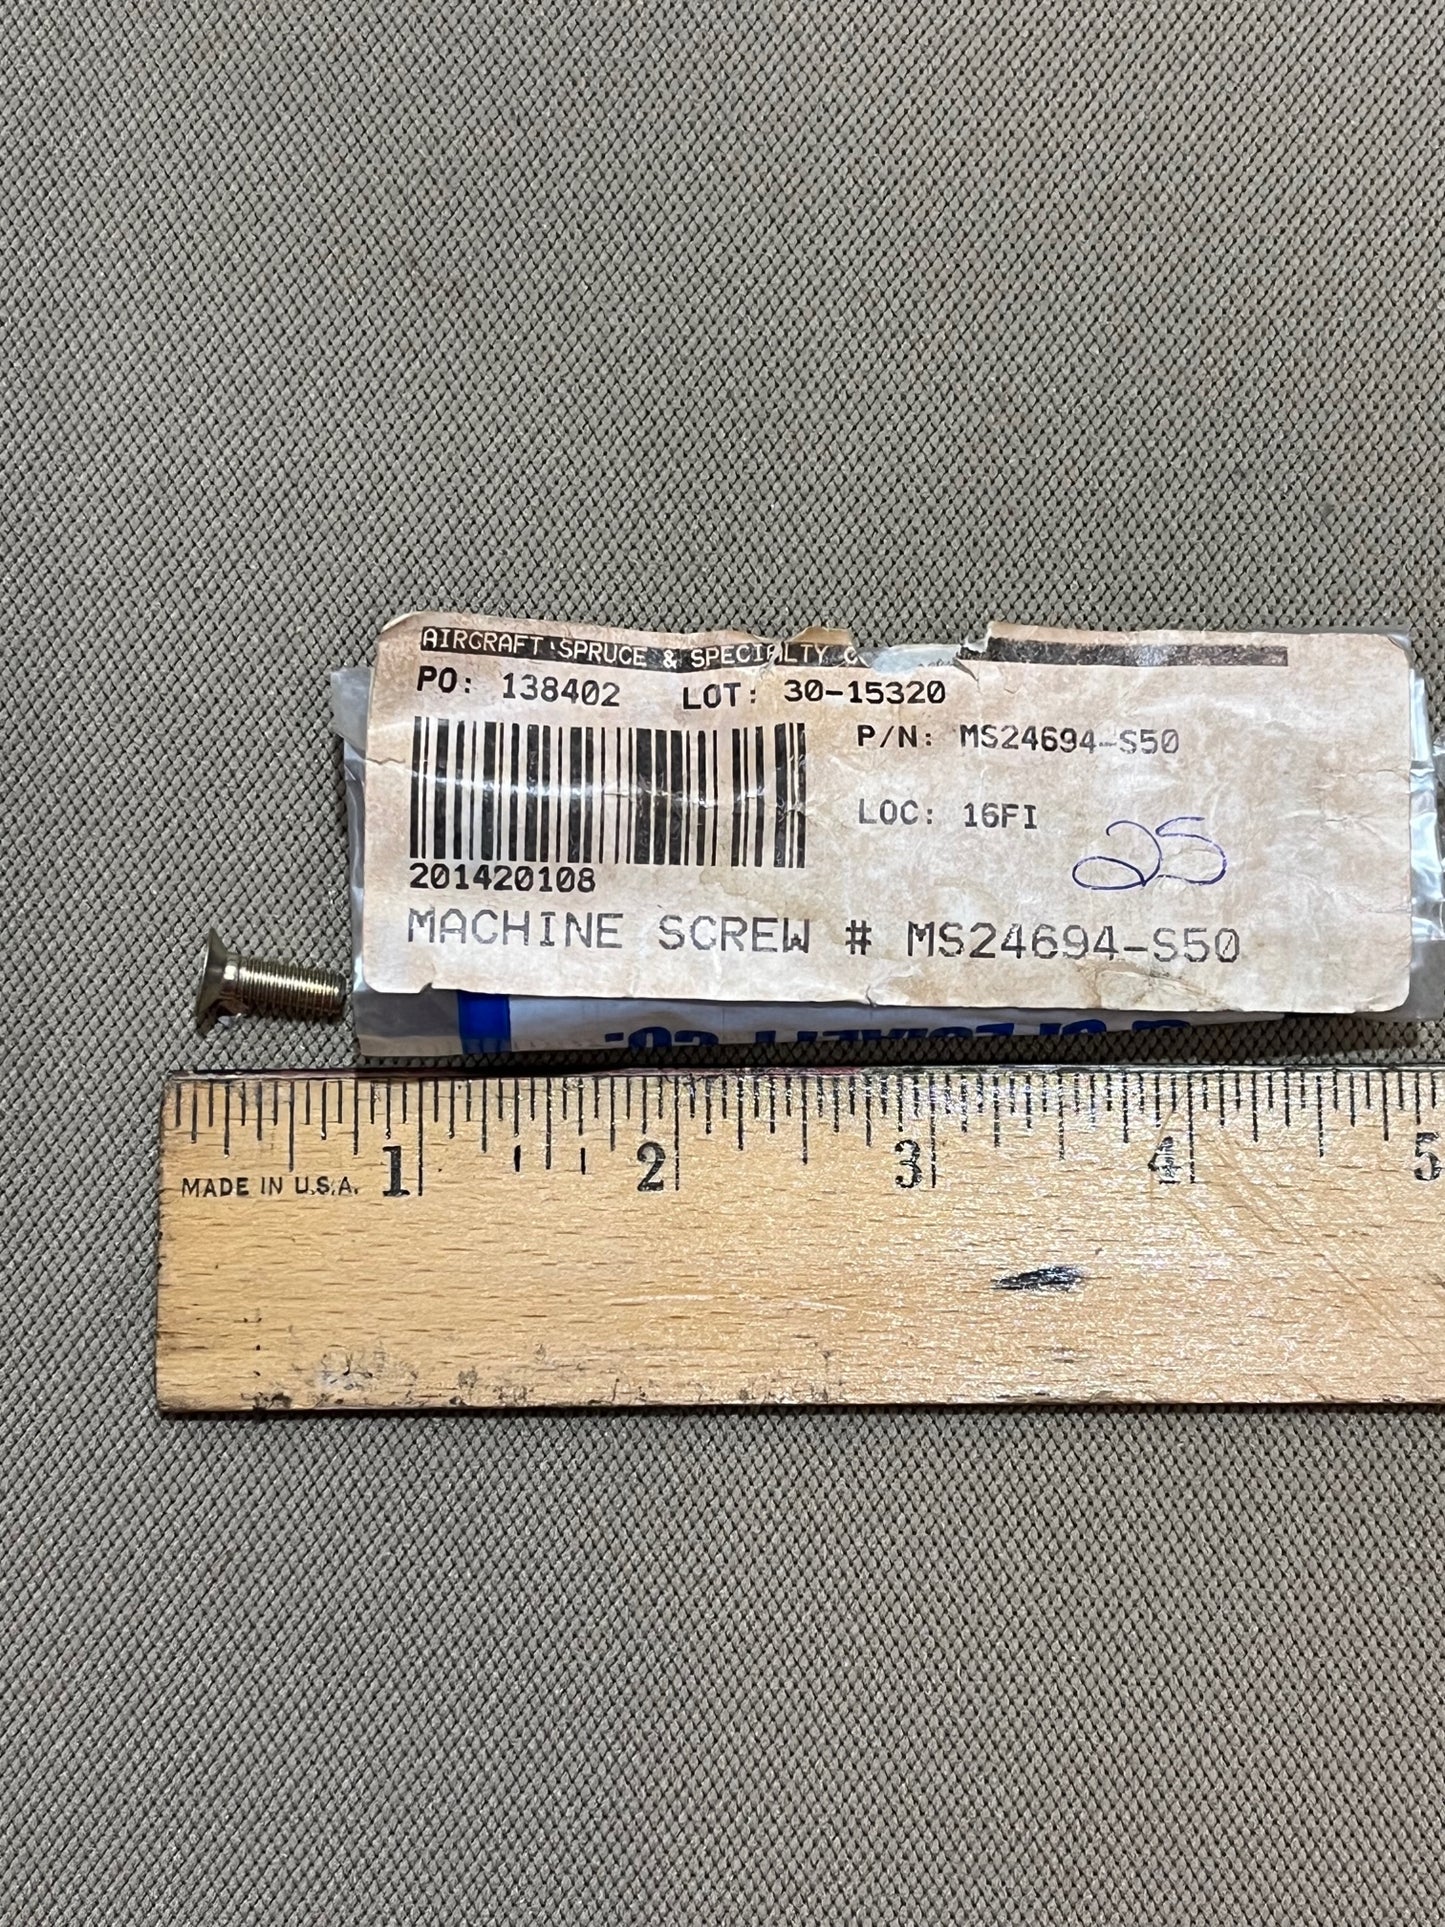 AIRCRAFT SPRUCE & SPECIALTY
PO: 138402 LOT: 30-15320
P/N: MS24694-S50
LOC: 16FI
25
201420108
MACHINE SCREW # MS24694-S50
1 2 3 4 5
MADE IN U.S.A.